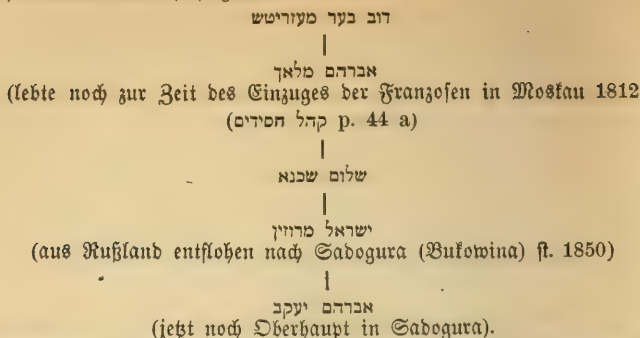 דוב בער מעזריטש
אברהם מלאך
(lebte noch zur Zeit des Einzuges der Franzosen in Moskau 1812
(קהל חסידים p. 44 a)
שלום שכנא
ישראל מרוזין
(aus Rußland entflohen nach Sadogura (Bukowina) st. 1850)
אברהם יעקב
(jetzt noch Oberhaupt in Sadogura).